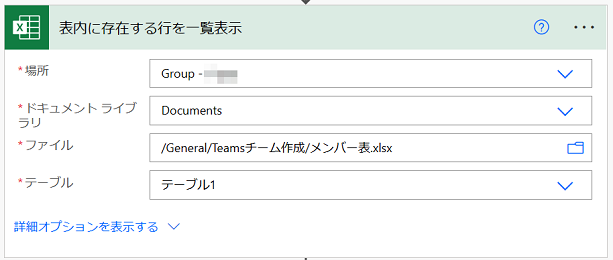 表内に存在する行を一覧表示
*場所
Group -
*ドキュメント ライブ
ラリ
Documents
*ファイル
/General/Teamsチーム作成/メンバー表.xlsx
*テーブル
テーブル1
詳細オプションを表示する